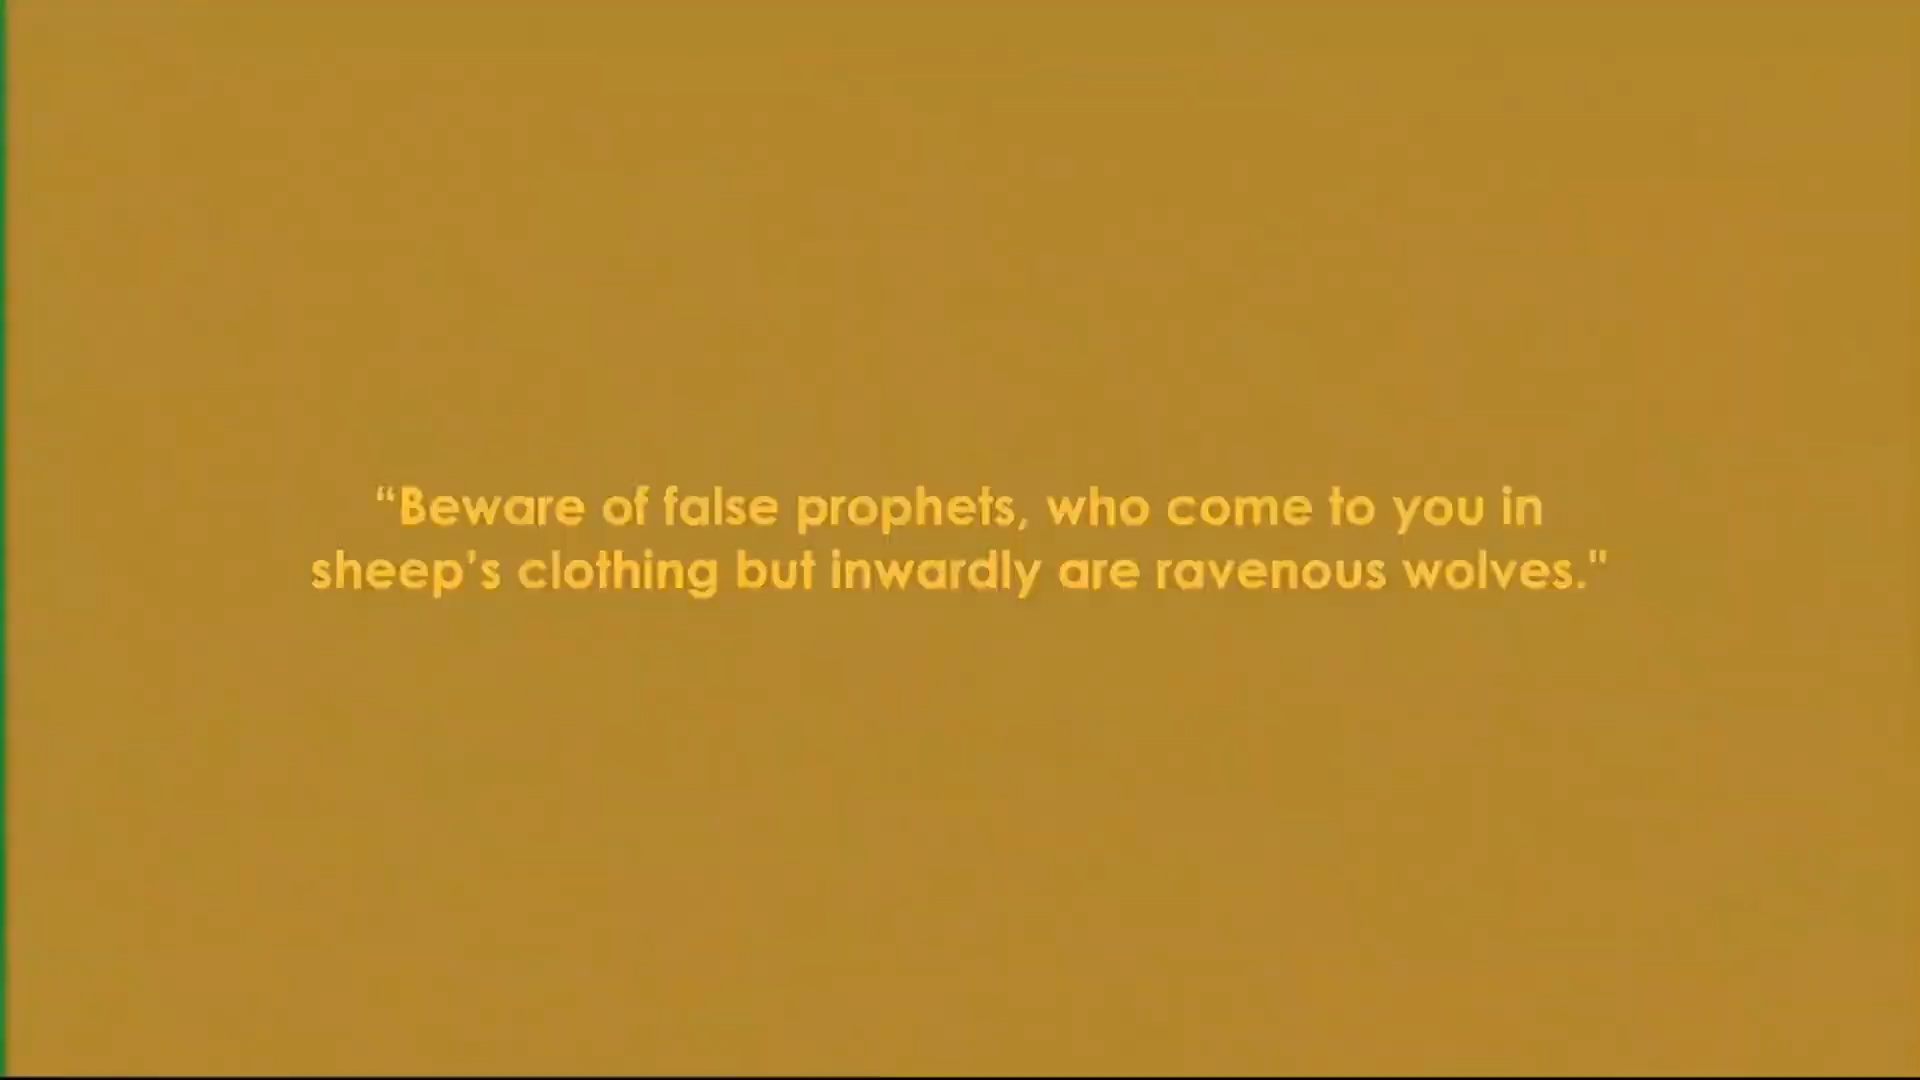 “Beware of false prophets, who come to you in
sheep’s clothing but inwardly are ravenous wolves."